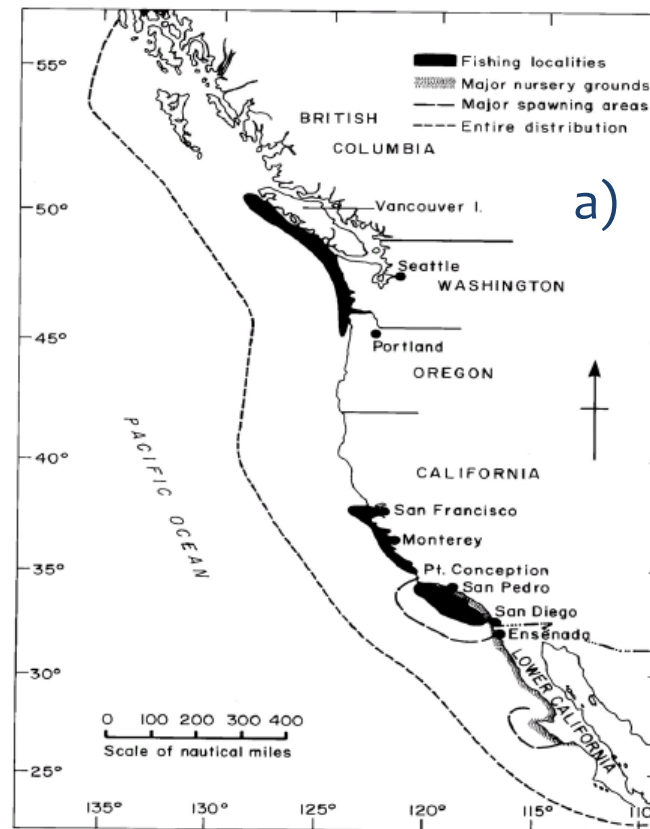 Fishing localities
Major nursery grounds
Major spawning areas
Entire distribution
a)
55°
50°
45°
40°
35°
30°
25°
BRITISH
COLUMBIA
Vancouver I.
Seattle
WASHINGTON
Portland
OREGON
PACIFIC OCEAN
CALIFORNIA
San Francisco
Monterey
Pt. Conception
San Pedro
San Diego
Ensenada
LOWER CALIFORNIA
0 100 200 300 400
Scale of nautical miles
135° 130° 125° 120° 115° 110°